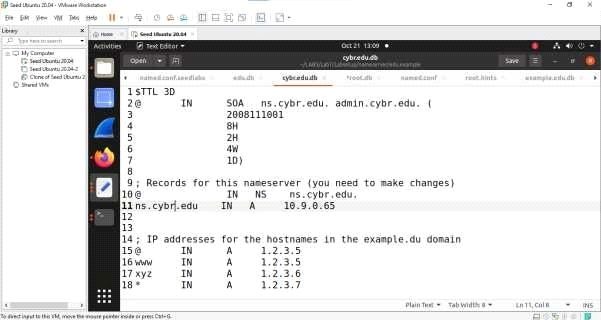 Seed Ubuntu 20.04 - VMware Workstation
File Edit View VM Tabs Help
Library
Type here to search
My Computer
Seed Ubuntu 20.04
Seed Ubuntu 20.04-2
Clone of Seed Ubuntu 2
Shared VMs
Home Seed Ubuntu 20.04
Activities Text Editor Oct 21 13:09
Open cybr.edu.db Save
named.conf.seedlabs edu.db cybr.edu.db *root.db named.conf root.hints example.edu.db
1 $TTL 3D
2 @ IN SOA ns.cybr.edu. admin.cybr.edu. (
3 2008111001
4 8H
5 2H
6 4W
7 1D)
8
9 ; Records for this nameserver (you need to make changes)
10 @ IN NS ns.cybr.edu.
11 ns.cybr.edu IN A 10.9.0.65
12
13
14 ; IP addresses for the hostnames in the example.du domain
15 @ IN A 1.2.3.5
16 www IN A 1.2.3.5
17 xyz IN A 1.2.3.6
18 * IN A 1.2.3.7
Plain Text Tab Width: 8 Ln 11, Col 8 INS
To direct input to this VM, move the mouse pointer inside or press Ctrl+G.